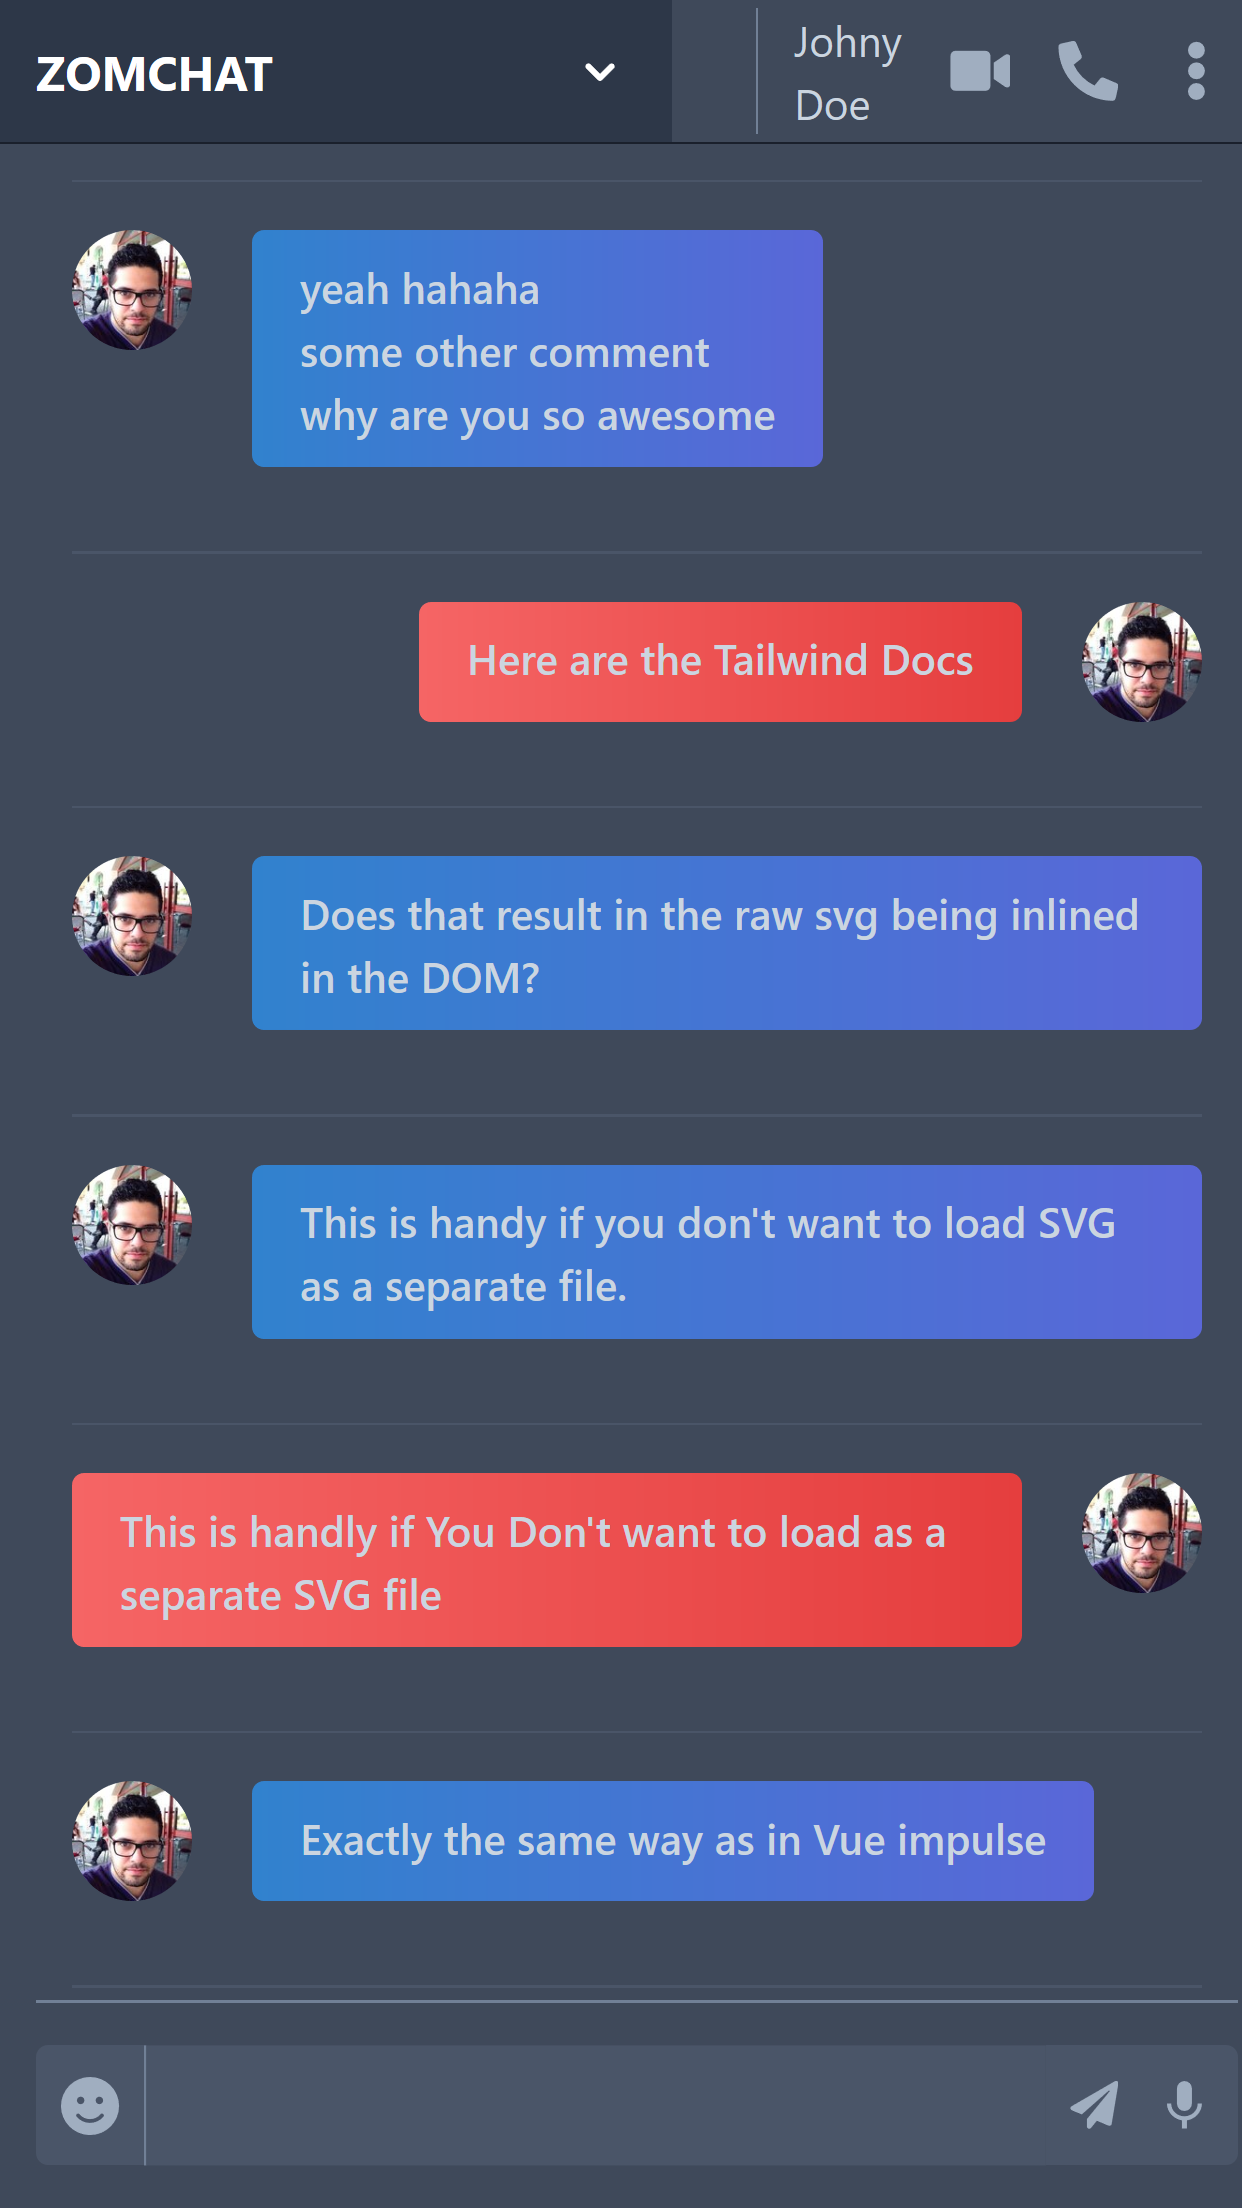 ZOMCHAT
Johny
Doe
yeah hahaha
some other comment
why are you so awesome
Here are the Tailwind Docs
Does that result in the raw svg being inlined
in the DOM?
This is handy if you don't want to load SVG
as a separate file.
This is handly if You Don't want to load as a
separate SVG file
Exactly the same way as in Vue impulse